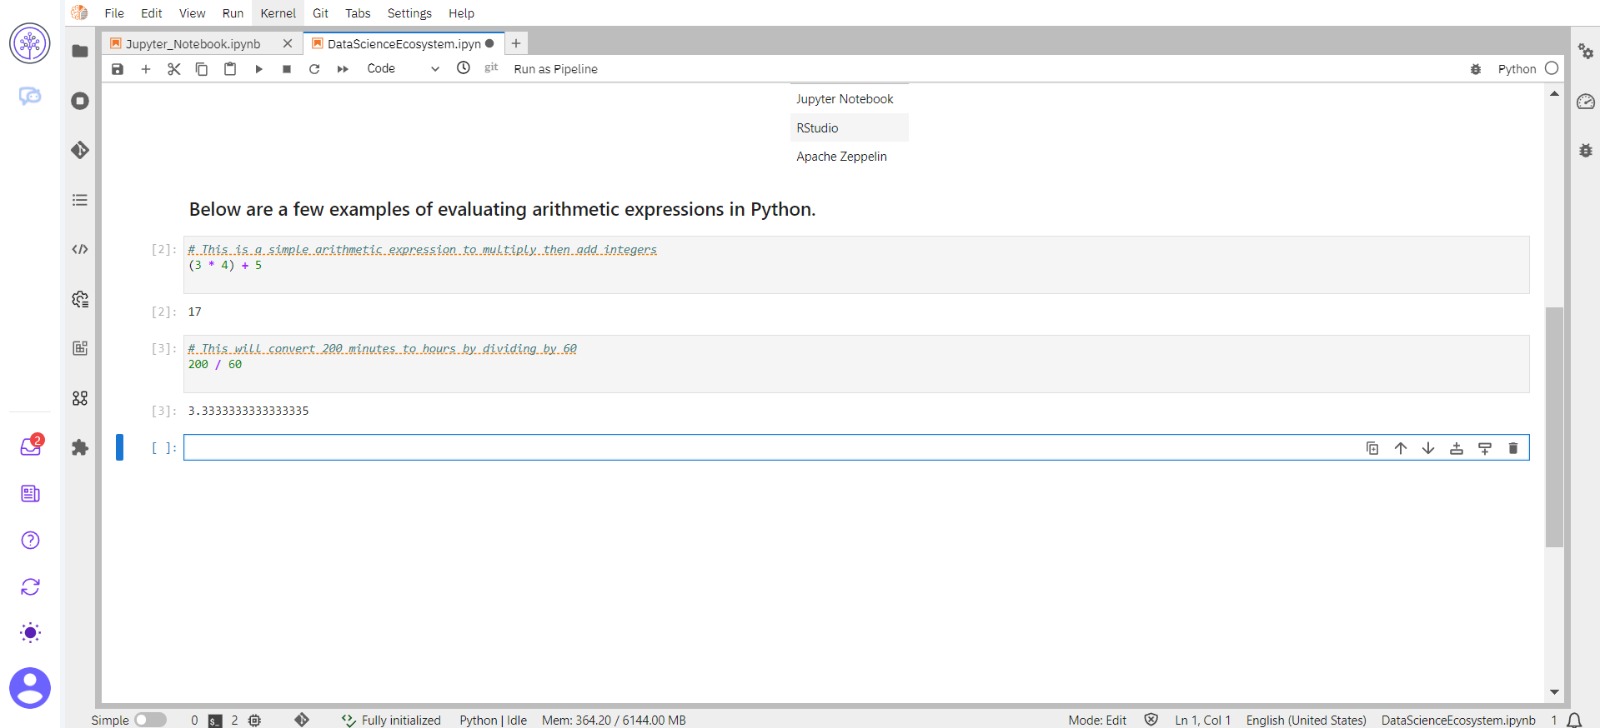 File Edit View Run Kernel Git Tabs Settings Help
Jupyter_Notebook.ipynb DataScienceEcosystem.ipyn
Code git Run as Pipeline Python
Jupyter Notebook
RStudio
Apache Zeppelin
Below are a few examples of evaluating arithmetic expressions in Python.
[2]: # This is a simple arithmetic expression to multiply then add integers
(3 * 4) + 5
[2]: 17
[3]: # This will convert 200 minutes to hours by dividing by 60
200 / 60
[3]: 3.3333333333333335
[ ]:
2
Simple 0 $_ 2 Fully initialized Python | Idle Mem: 364.20 / 6144.00 MB Mode: Edit Ln 1, Col 1 English (United States) DataScienceEcosystem.ipynb 1